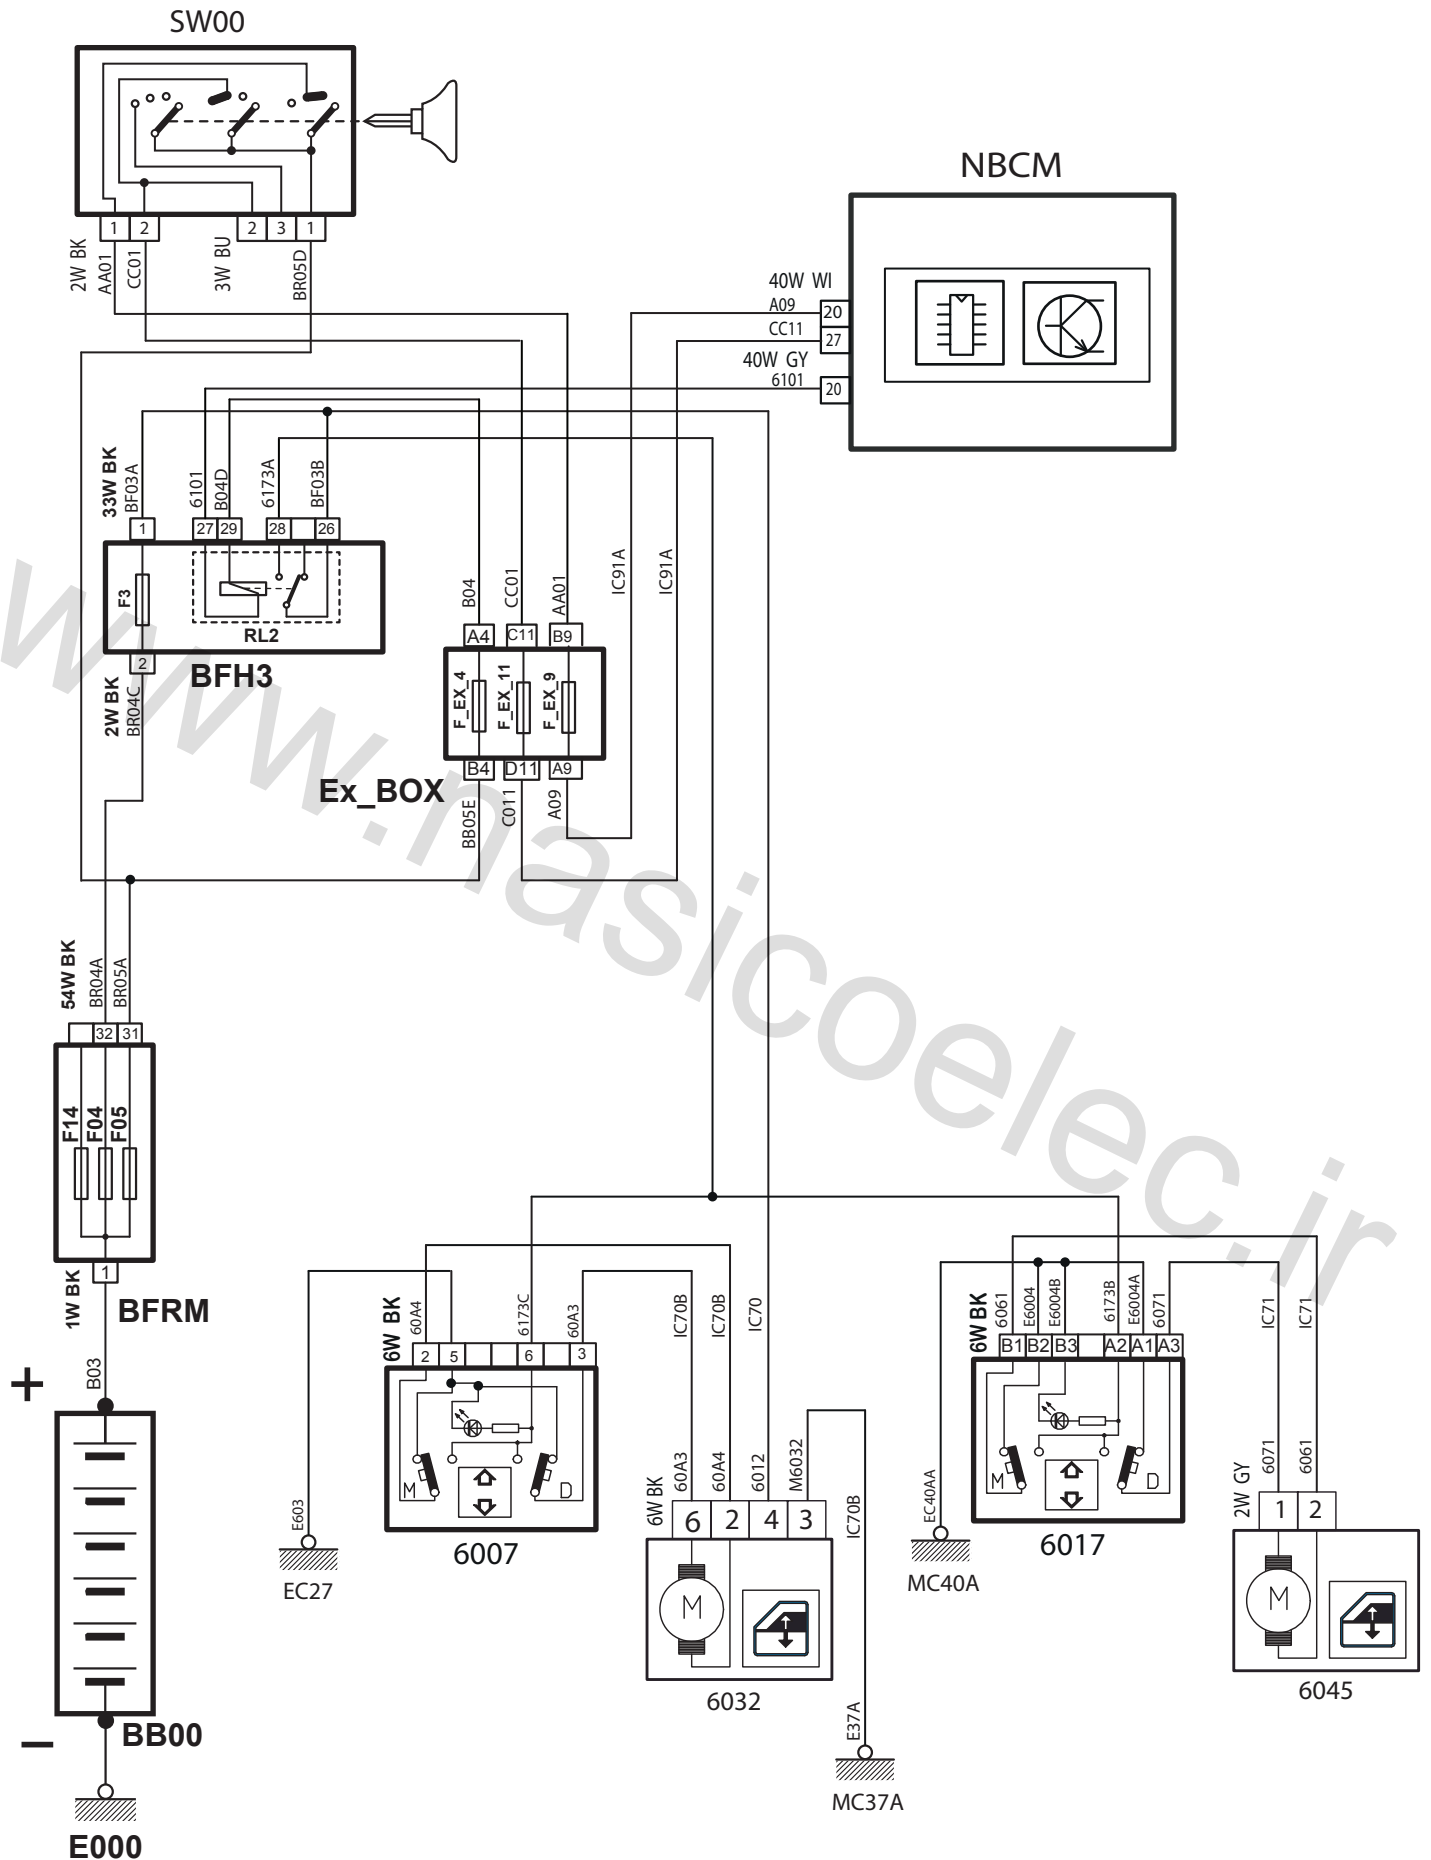 SW00
1 2 2 3 1
2W BK
AA01
CC01
3W BU
BR05D
NBCM
40W WI
A09
20
CC11
27
40W GY
6101
20
33W BK
BF03A
6101
B04D
6173A
BF03B
1 27 29 28 26
F3
RL2
2
BFH3
2W BK
BR04C
B04
CC01
AA01
IC91A
IC91A
A4 C11 B9
F_EX_4
F_EX_11
F_EX_9
B4 D11 A9
Ex_BOX
BB05E
C011
A09
www.nasicoelec.ir
54W BK
BR04A
BR05A
32 31
F14
F04
F05
1
1W BK
BFRM
B03
+
BB00
−
E000
6W BK
60A4
6173C
60A3
2 5 6 3
M
D
6007
E603
EC27
IC70B
IC70B
IC70
6W BK
60A3
60A4
6012
M6032
6 2 4 3
M
6032
IC70B
E37A
MC37A
6W BK
6061
E6004
E6004B
6173B
E6004A
6071
B1 B2 B3 A2 A1 A3
M
D
6017
EC40AA
MC40A
IC71
IC71
2W GY
6071
6061
1 2
M
6045